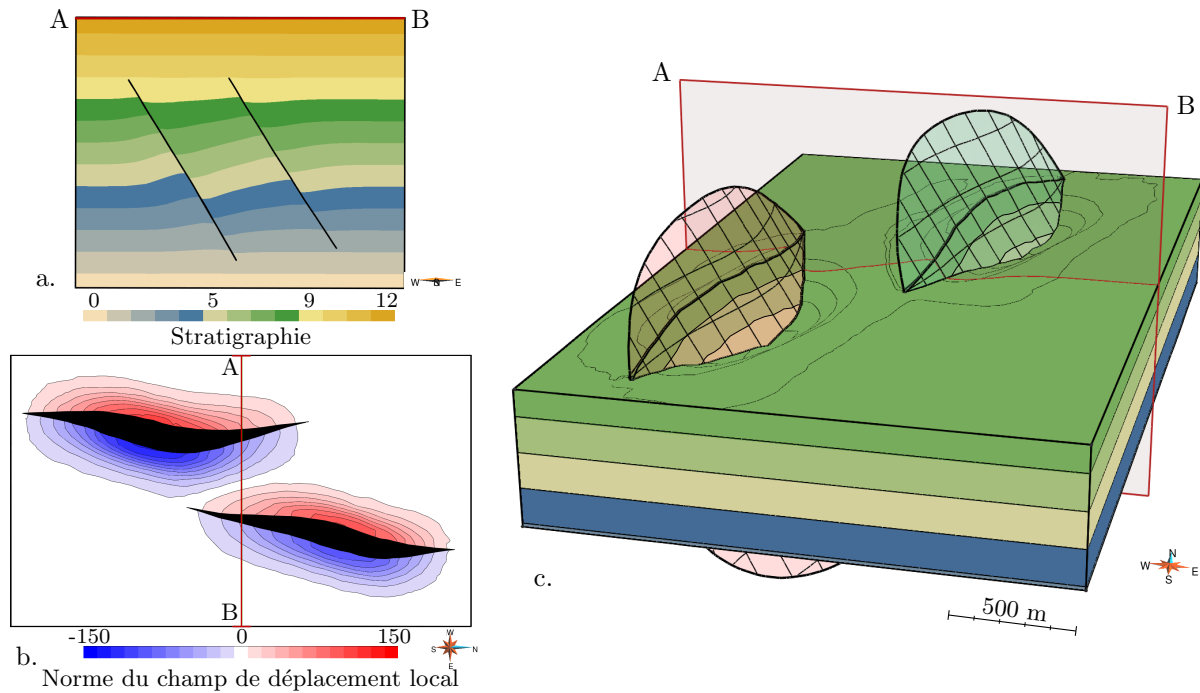 A
B
a.
W S E
0 5 9 12
Stratigraphie
A
B
-150 0 150
b.
W
S N
E
Norme du champ de déplacement local
A
B
c.
500 m
N
W E
S